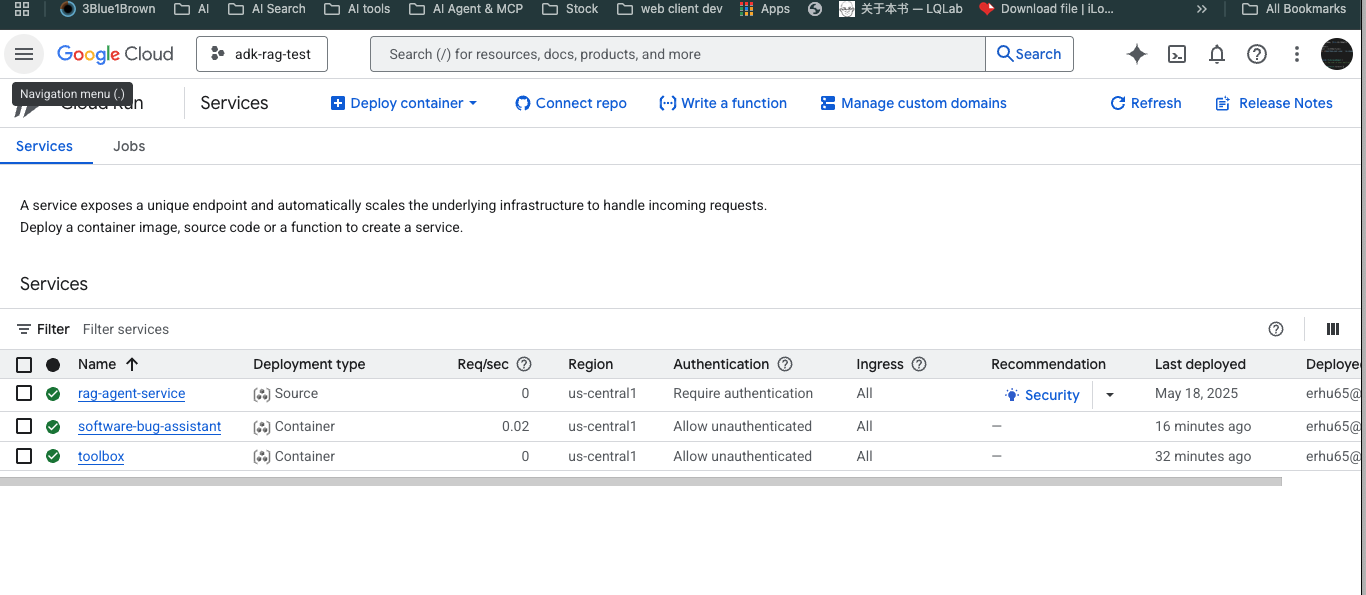 3Blue1Brown AI AI Search AI tools AI Agent & MCP Stock web client dev Apps 关于本书 — LQLab Download file | iLo... » All Bookmarks
Google Cloud adk-rag-test Search (/) for resources, docs, products, and more Search
Navigation menu (.)
Cloud Run Services Deploy container Connect repo Write a function Manage custom domains Refresh Release Notes
Services Jobs
A service exposes a unique endpoint and automatically scales the underlying infrastructure to handle incoming requests.
Deploy a container image, source code or a function to create a service.
Services
Filter Filter services
Name Deployment type Req/sec Region Authentication Ingress Recommendation Last deployed Deploye
rag-agent-service Source 0 us-central1 Require authentication All Security May 18, 2025 erhu65@
software-bug-assistant Container 0.02 us-central1 Allow unauthenticated All — 16 minutes ago erhu65@
toolbox Container 0 us-central1 Allow unauthenticated All — 32 minutes ago erhu65@